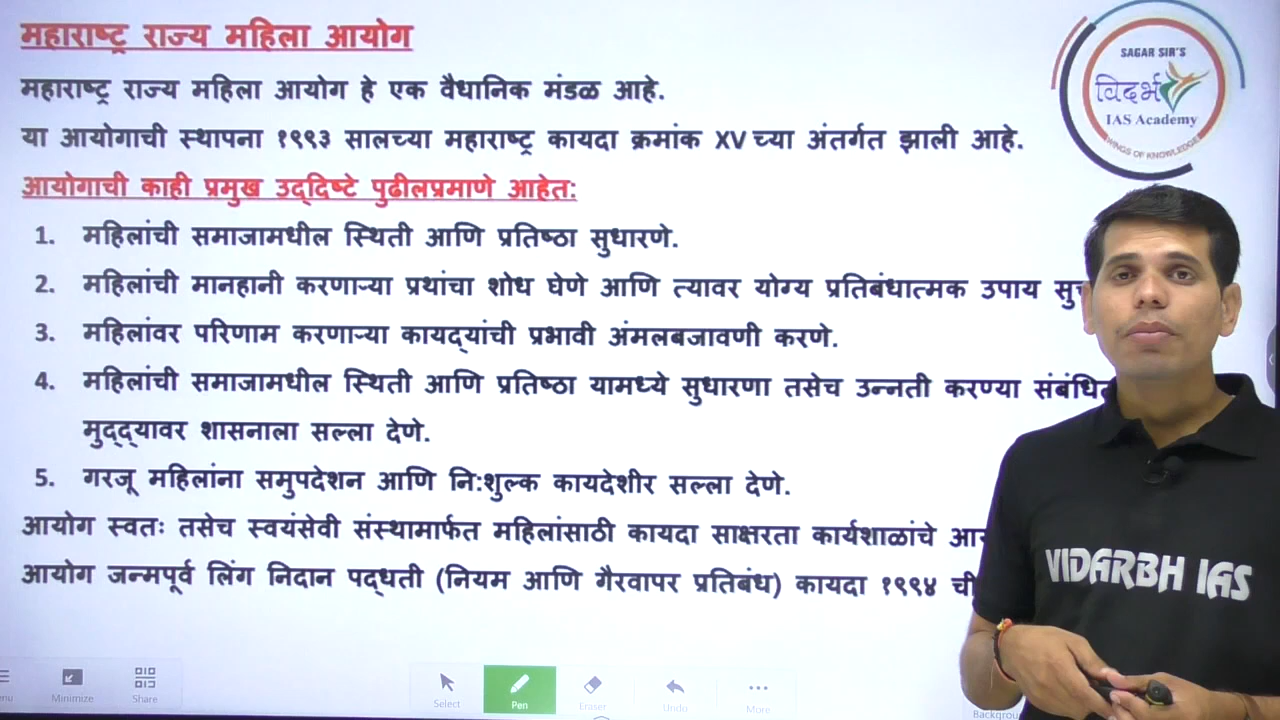 महाराष्ट्र राज्य महिला आयोग
महाराष्ट्र राज्य महिला आयोग हे एक वैधानिक मंडळ आहे.
या आयोगाची स्थापना १९९३ सालच्या महाराष्ट्र कायदा क्रमांक XV च्या अंतर्गत झाली आहे.
आयोगाची काही प्रमुख उद्दिष्टे पुढीलप्रमाणे आहेत:
1. महिलांची समाजामधील स्थिती आणि प्रतिष्ठा सुधारणे.
2. महिलांची मानहानी करणाऱ्या प्रथांचा शोध घेणे आणि त्यावर योग्य प्रतिबंधात्मक उपाय
3. महिलांवर परिणाम करणाऱ्या कायद्यांची प्रभावी अंमलबजावणी करणे.
4. महिलांची समाजामधील स्थिती आणि प्रतिष्ठा यामध्ये सुधारणा तसेच उन्नती करण्या संबंधित
मुद्द्यावर शासनाला सल्ला देणे.
5. गरजू महिलांना समुपदेशन आणि नि:शुल्क कायदेशीर सल्ला देणे.
आयोग स्वतः तसेच स्वयंसेवी संस्थामार्फत महिलांसाठी कायदा साक्षरता कार्यशाळांचे
आयोग जन्मपूर्व लिंग निदान पद्धती (नियम आणि गैरवापर प्रतिबंध) कायदा १९९४ ची
SAGAR SIR'S
विदर्भ
IAS Academy
WINGS OF KNOWLEDGE
VIDARBH IAS
Minimize
Share
Select
Pen
Eraser
Undo
More